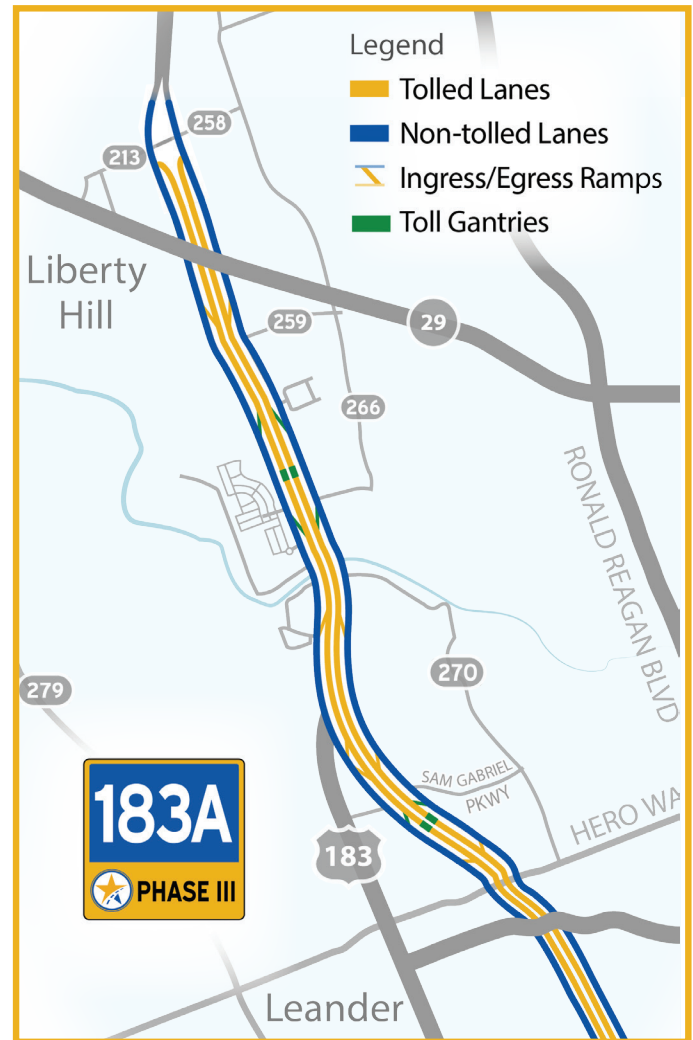 Legend
Tolled Lanes
Non-tolled Lanes
Ingress/Egress Ramps
Toll Gantries
258
213
Liberty
Hill
259
29
266
RONALD REAGAN BLVD
270
279
SAM GABRIEL
PKWY
HERO WA
183A
PHASE III
183
Leander